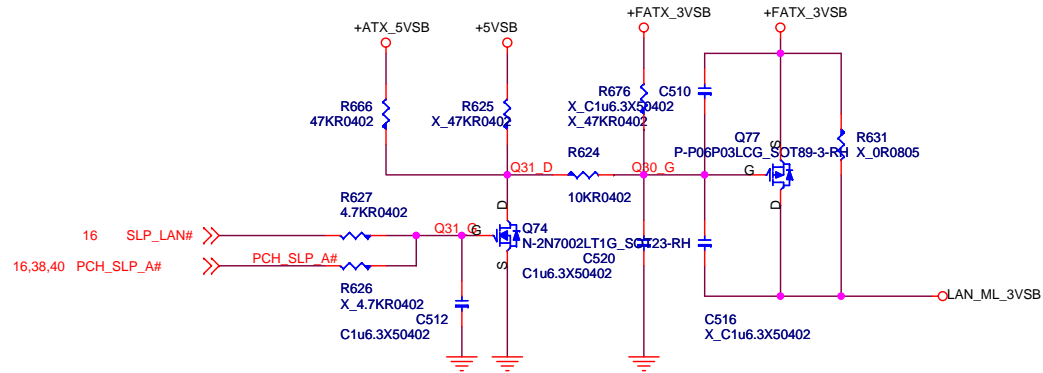 +ATX_5VSB
+5VSB
+FATX_3VSB
+FATX_3VSB
R666
47KR0402
R625
X_47KR0402
R676
X_C1u6.3X50402
X_47KR0402
C510
Q77
P-P06P03LCG_SOT89-3-RH
R631
X_0R0805
S
G
D
Q31_D
R624
10KR0402
Q30_G
R627
4.7KR0402
16 SLP_LAN#
Q31_G
G
D
S
Q74
N-2N7002LT1G_SOT23-RH
C520
C1u6.3X50402
16,38,40 PCH_SLP_A#
PCH_SLP_A#
R626
X_4.7KR0402
C512
C1u6.3X50402
LAN_ML_3VSB
C516
X_C1u6.3X50402